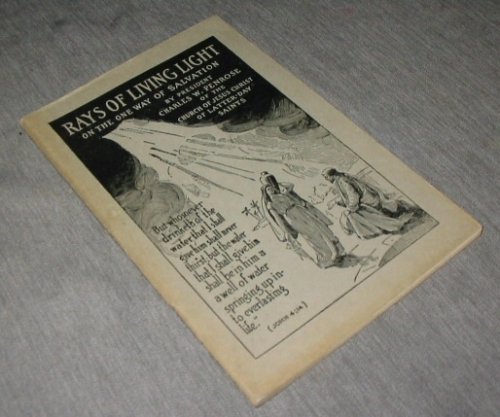 RAYS OF LIVING LIGHT
ON THE ONE WAY OF SALVATION
BY PRESIDENT
CHARLES W. PENROSE
OF THE
CHURCH OF JESUS CHRIST
OF LATTER-DAY
SAINTS
But whosoever
drinketh of the
water that I shall
give him shall never
thirst, but the water
that I shall give him
shall be in him a
a well of water
springing up in-
to everlasting
life."
(JOHN 4:14)